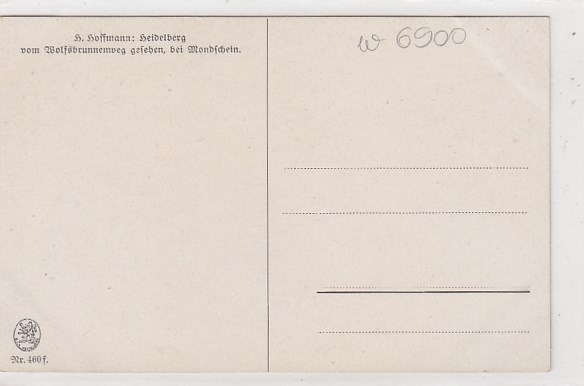 H. Hoffmann: Heidelberg
vom Wolfsbrunnenweg gesehen, bei Mondschein.
w 6900
Nr. 460 f.